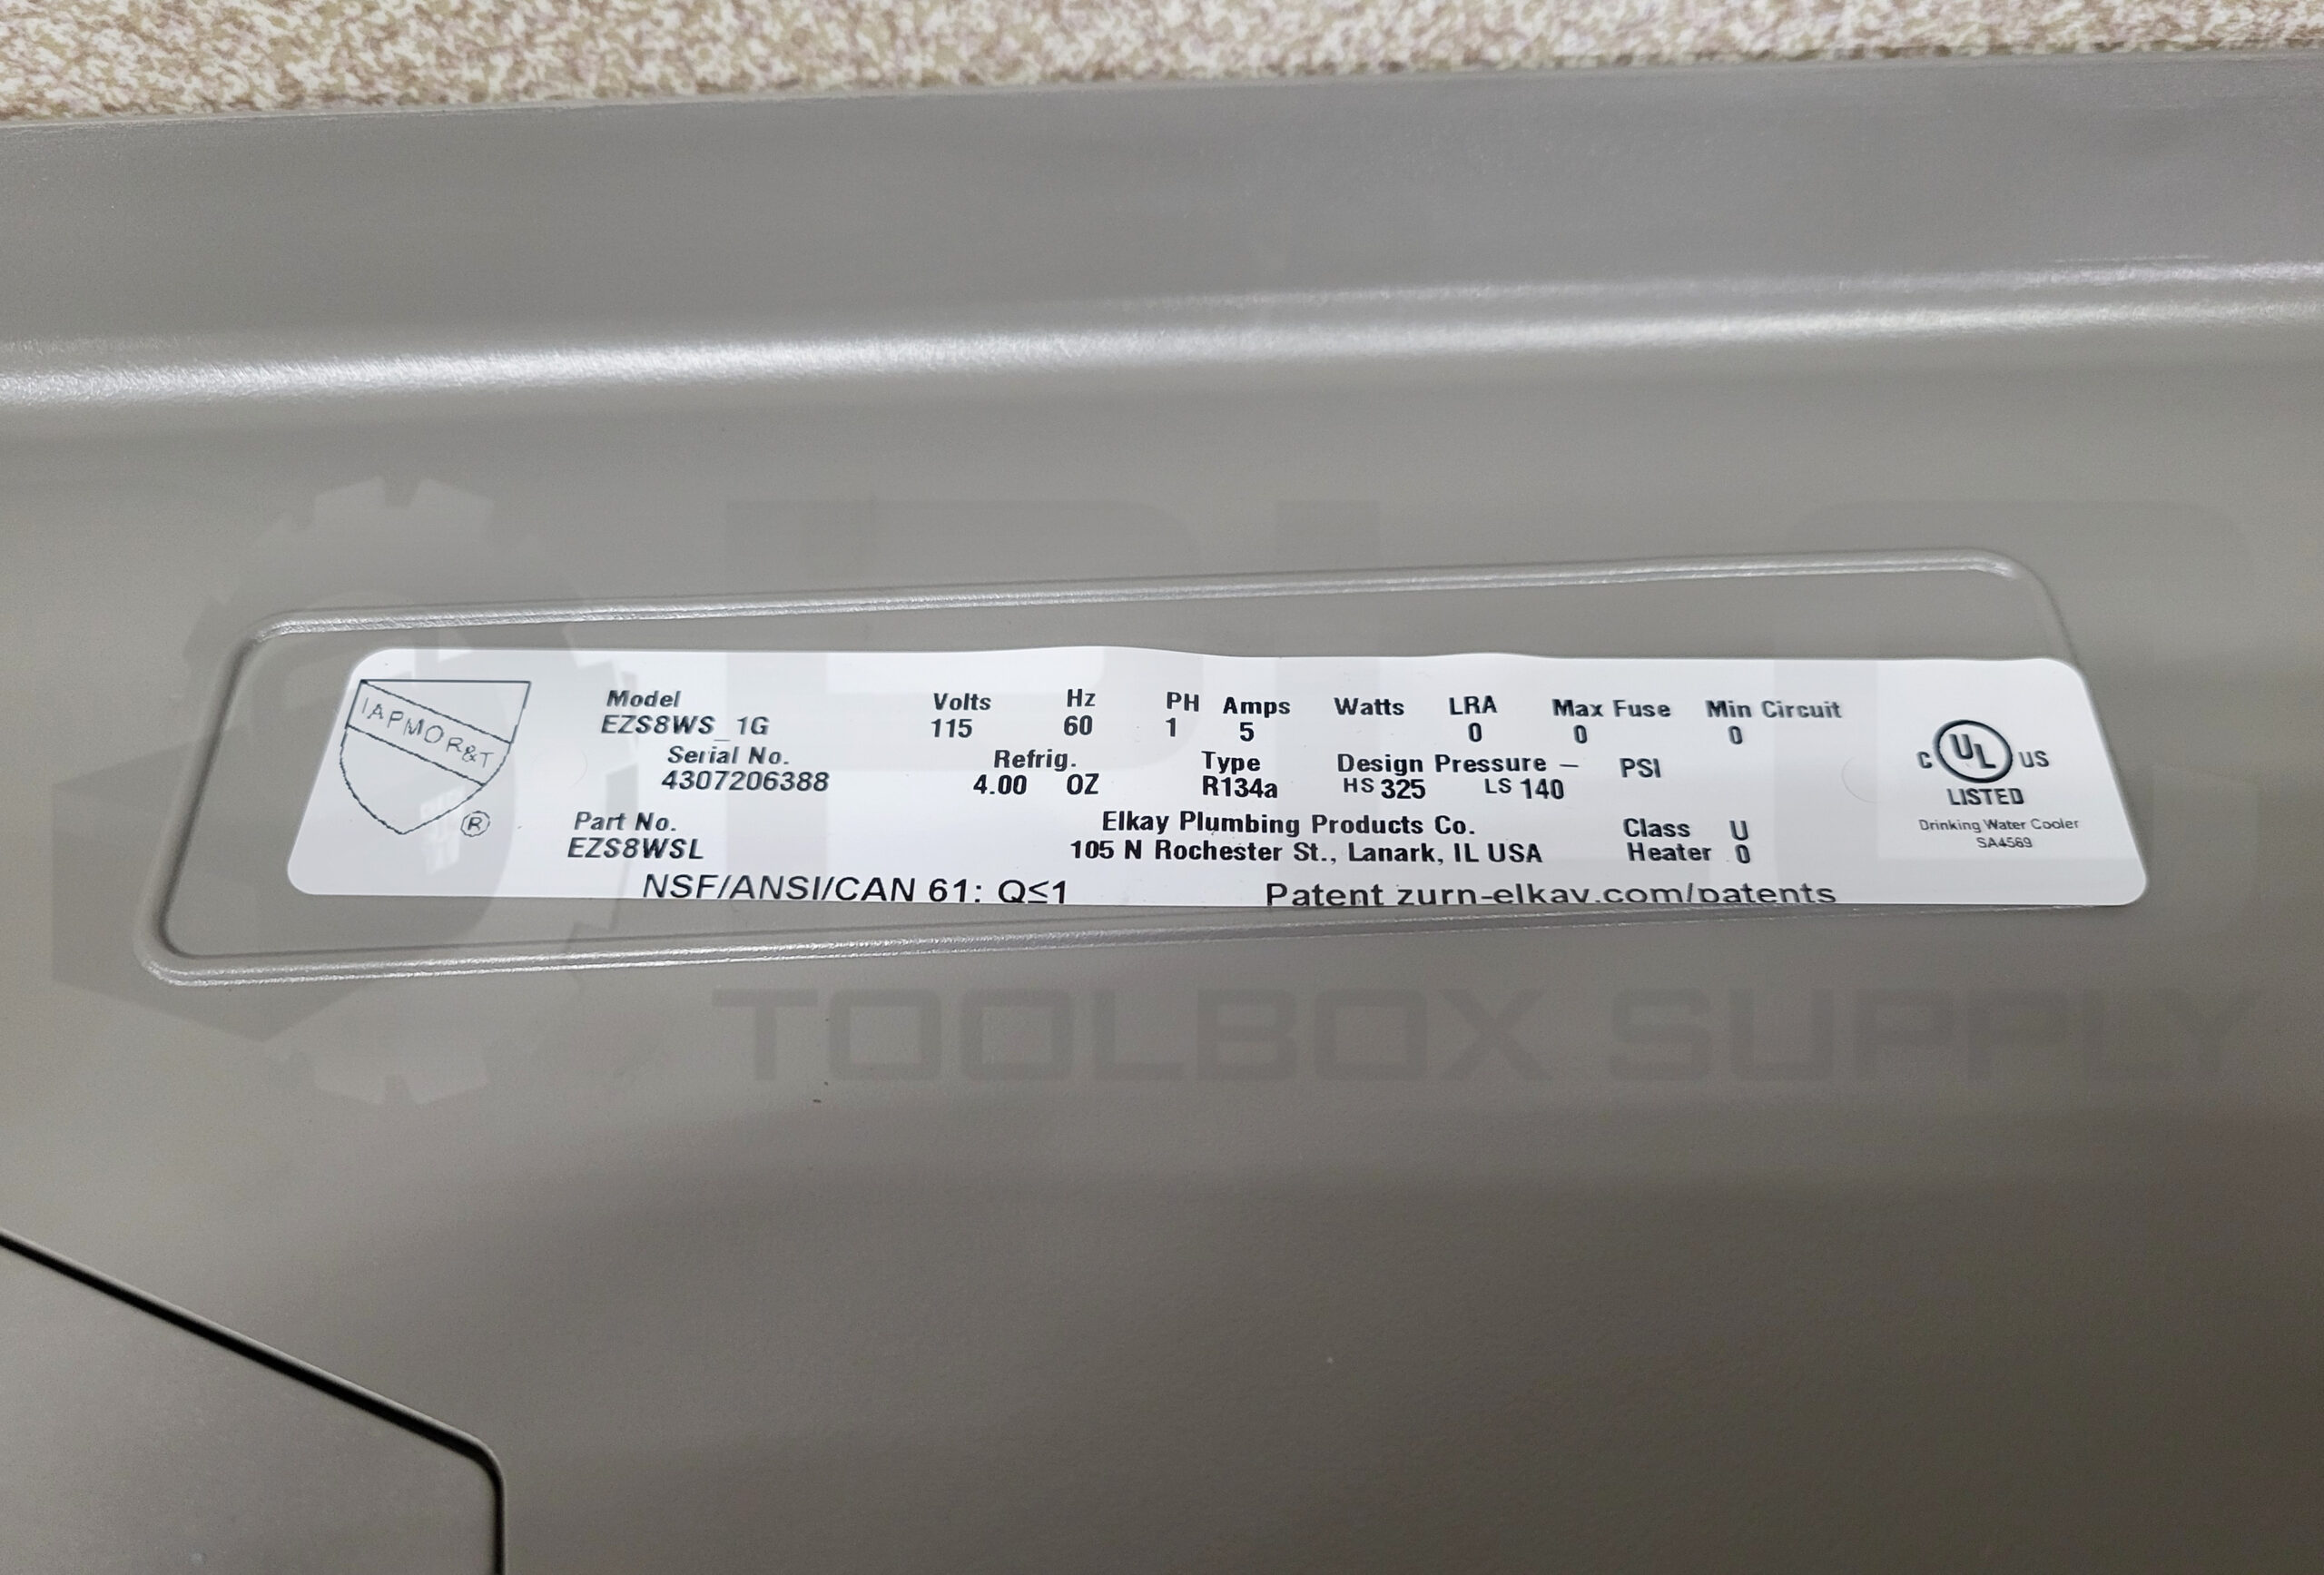 Model Volts Hz PH Amps Watts LRA Max Fuse Min Circuit
EZS8WS_1G 115 60 1 5 0 0 0
Serial No. Refrig. Type Design Pressure – PSI
4307206388 4.00 OZ R134a HS 325 LS 140
Part No. Elkay Plumbing Products Co. Class U
EZS8WSL 105 N Rochester St., Lanark, IL USA Heater 0
NSF/ANSI/CAN 61: Q≤1 Patent zurn-elkay.com/patents
IAPMO R&T
®
C UL US
LISTED
Drinking Water Cooler
SA4569
PLC
TOOLBOX SUPPLY